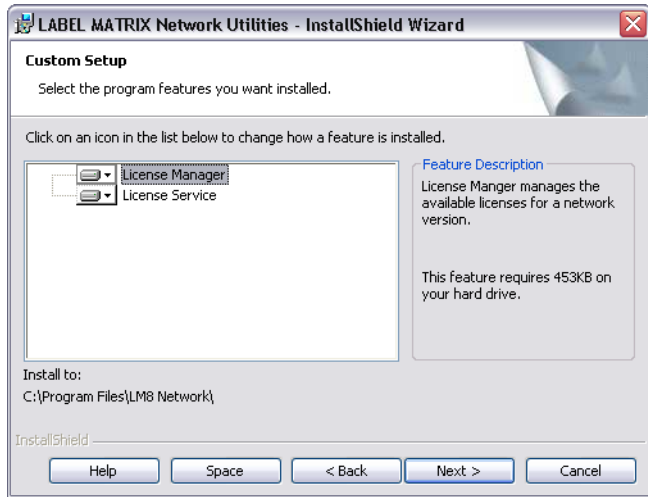 LABEL MATRIX Network Utilities - InstallShield Wizard
Custom Setup
Select the program features you want installed.
Click on an icon in the list below to change how a feature is installed.
License Manager
License Service
Feature Description
License Manger manages the
available licenses for a network
version.
This feature requires 453KB on
your hard drive.
Install to:
C:\Program Files\LM8 Network\
InstallShield
Help Space < Back Next > Cancel